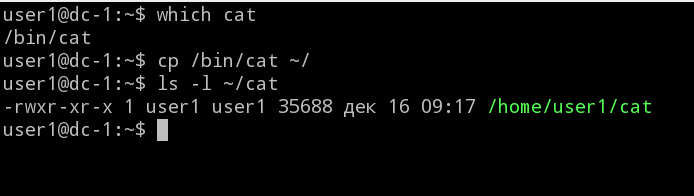 user1@dc-1:~$ which cat
/bin/cat
user1@dc-1:~$ cp /bin/cat ~/
user1@dc-1:~$ ls -l ~/cat
-rwxr-xr-x 1 user1 user1 35688 дек 16 09:17 /home/user1/cat
user1@dc-1:~$